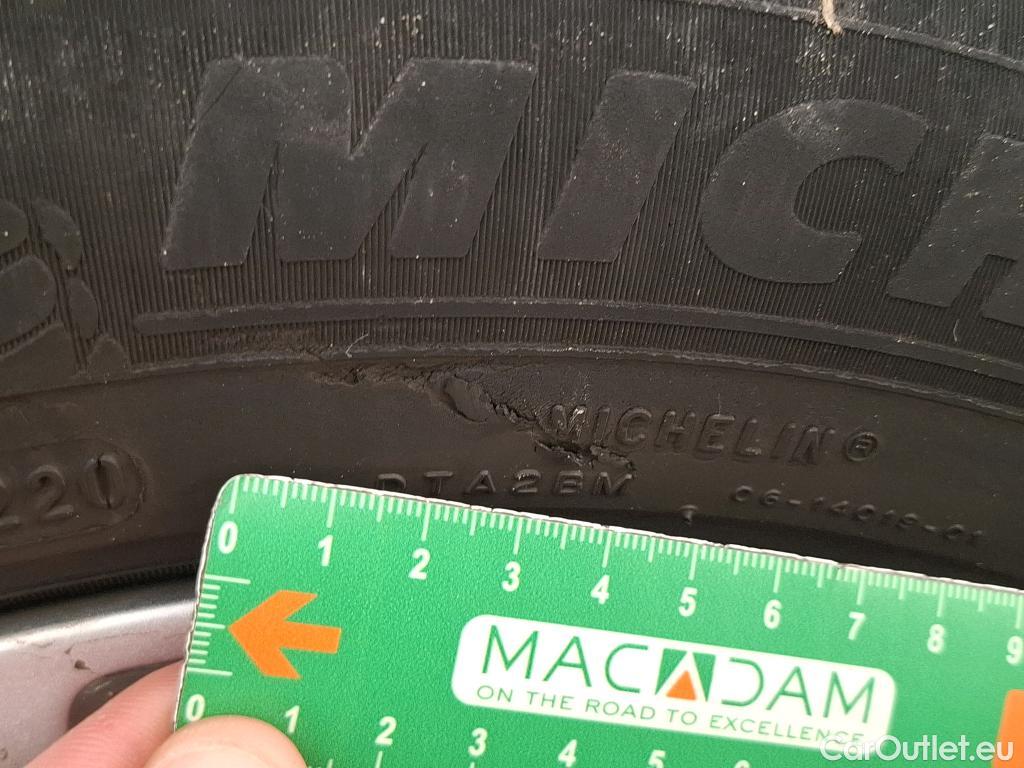 MICH
MICHELIN®
220
DTA2BM
0 1 2 3 4 5 6 7 8 9
MACADAM
ON THE ROAD TO EXCELLENCE
0 1 2 3 4 5 6
CarOutlet.eu